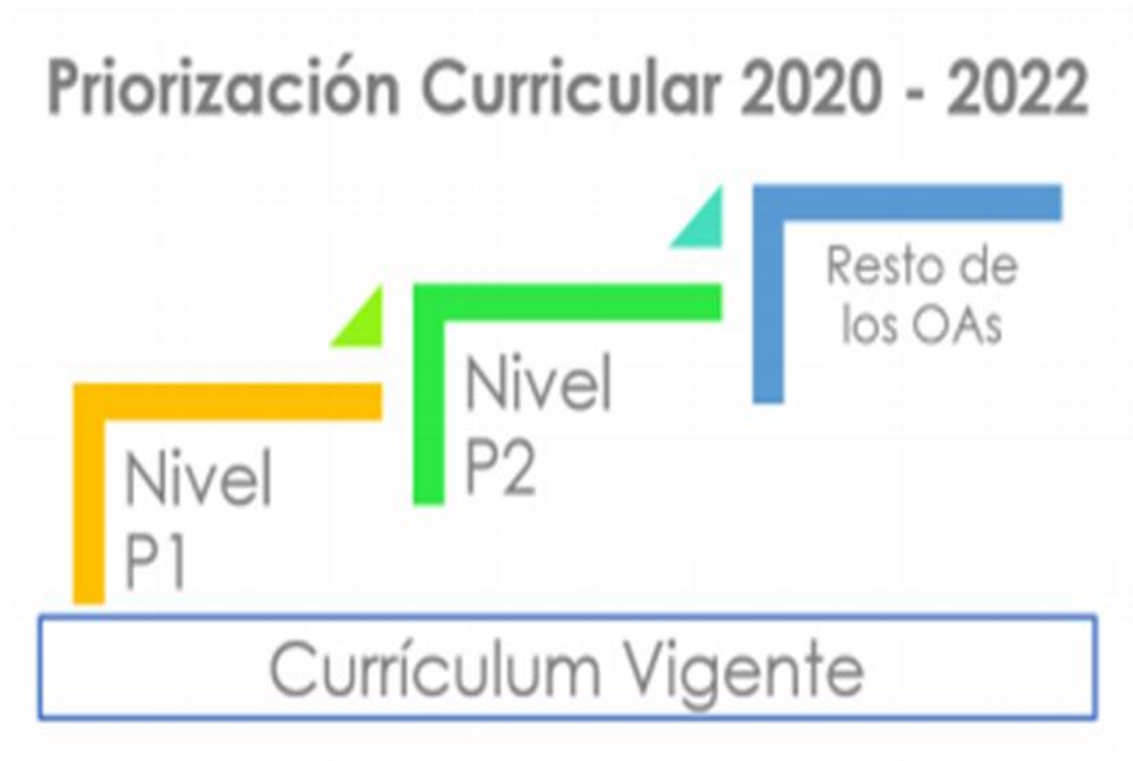 Priorización Curricular 2020 - 2022
Resto de
los OAs
Nivel
P2
Nivel
P1
Currículum Vigente